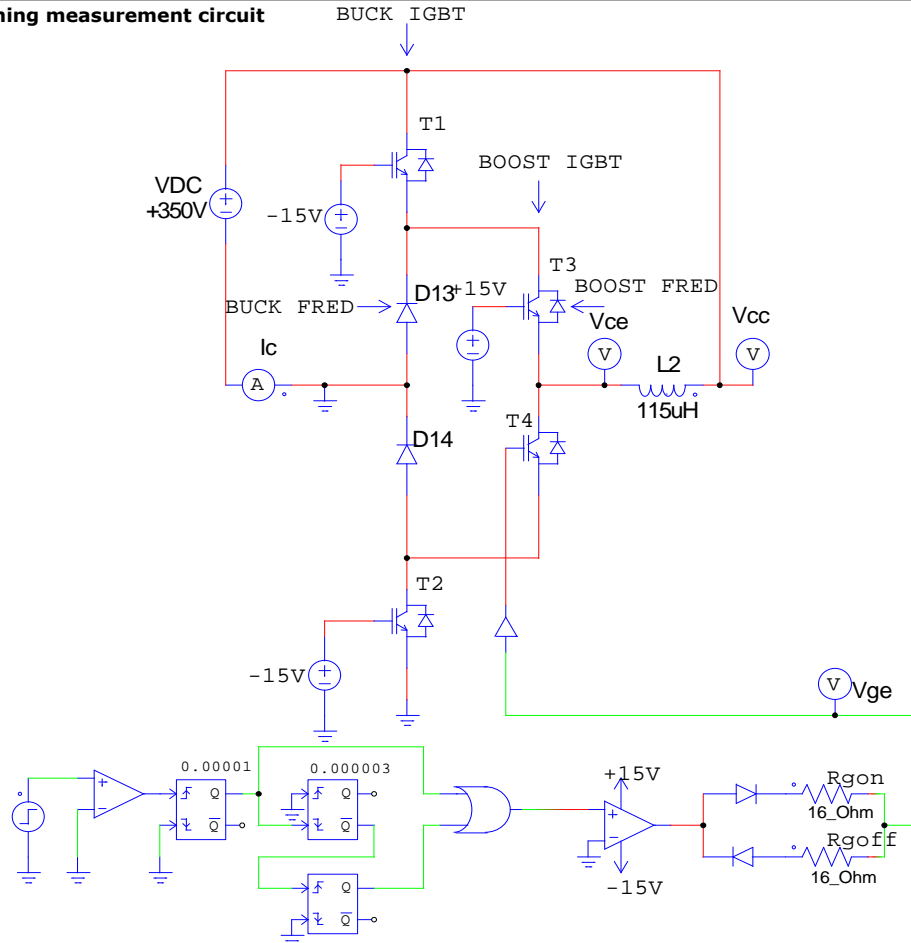 ning measurement circuit
BUCK IGBT
T1
BOOST IGBT
VDC
+350V
-15V
T3
D13
+15V
BOOST FRED
BUCK FRED
Vce
Vcc
Ic
V
V
L2
A
115uH
T4
D14
T2
-15V
V
Vge
0.00001
0.000003
+15V
Rgon
Q
Q
16_Ohm
Q
Q
Rgoff
-15V
16_Ohm
Q
Q